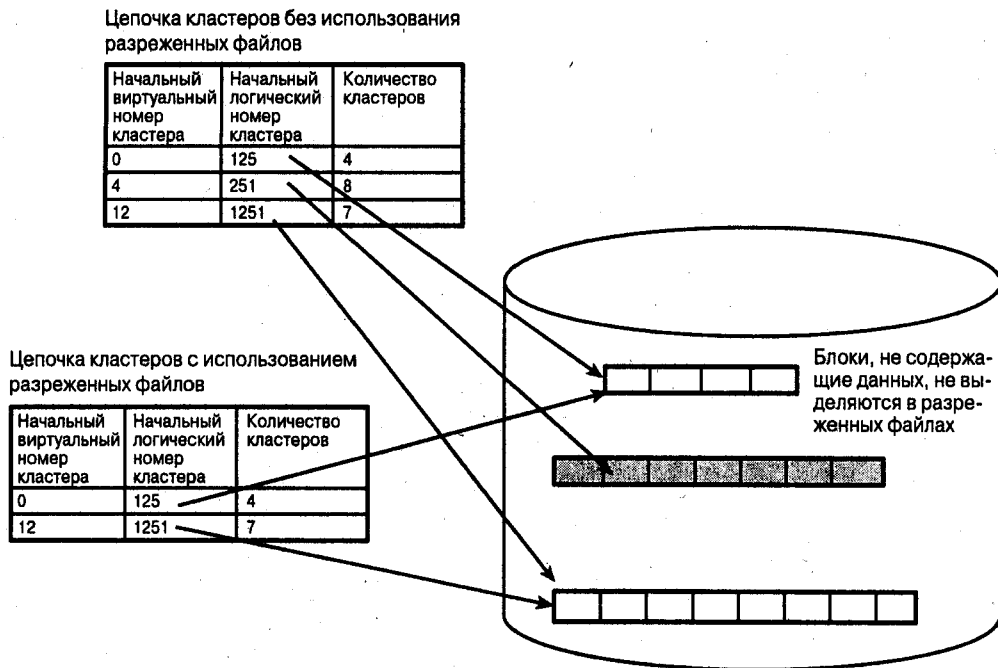 Цепочка кластеров без использования
разреженных файлов
Начальный виртуальный номер кластера
Начальный логический номер кластера
Количество кластеров
0 125 4
4 251 8
12 1251 7
Цепочка кластеров с использованием
разреженных файлов
Начальный виртуальный номер кластера
Начальный логический номер кластера
Количество кластеров
0 125 4
12 1251 7
Блоки, не содержа-
щие данных, не вы-
деляются в разре-
женных файлах